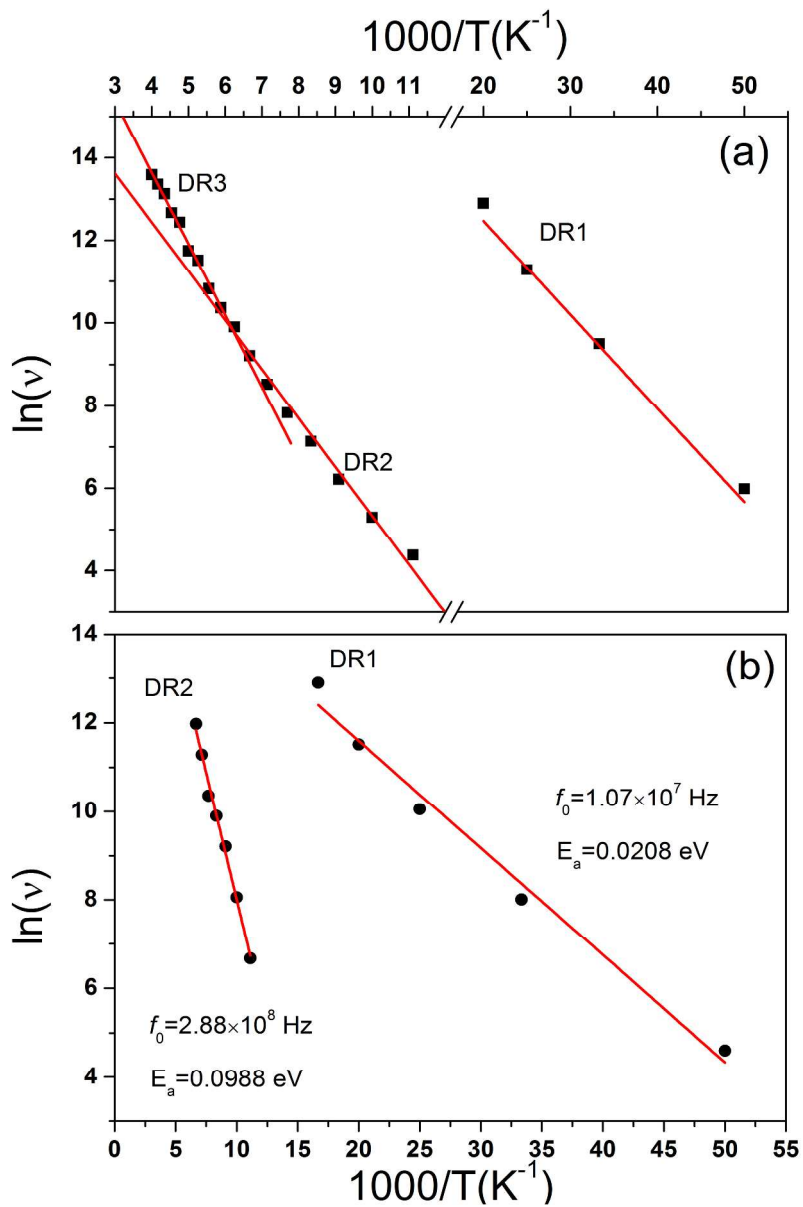 1000/T(K⁻¹)
3 4 5 6 7 8 9 10 11 20 30 40 50
(a)
14
12
10
8
6
4
ln(ν)
DR3
DR1
DR2
(b)
14
12
10
8
6
4
ln(ν)
DR1
DR2
f₀=1.07×10⁷ Hz
Eₐ=0.0208 eV
f₀=2.88×10⁸ Hz
Eₐ=0.0988 eV
0 5 10 15 20 25 30 35 40 45 50 55
1000/T(K⁻¹)